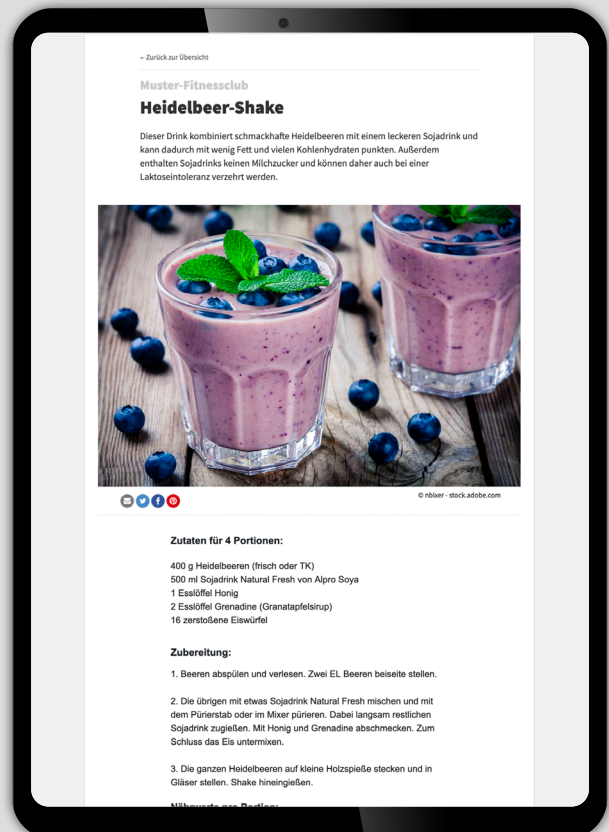 ← Zurück zur Übersicht
Muster-Fitnessclub
Heidelbeer-Shake
Dieser Drink kombiniert schmackhafte Heidelbeeren mit einem leckeren Sojadrink und
kann dadurch mit wenig Fett und vielen Kohlenhydraten punkten. Außerdem
enthalten Sojadrinks keinen Milchzucker und können daher auch bei einer
Laktoseintoleranz verzehrt werden.
© nblxer - stock.adobe.com
Zutaten für 4 Portionen:
400 g Heidelbeeren (frisch oder TK)
500 ml Sojadrink Natural Fresh von Alpro Soya
1 Esslöffel Honig
2 Esslöffel Grenadine (Granatapfelsirup)
16 zerstoßene Eiswürfel
Zubereitung:
1. Beeren abspülen und verlesen. Zwei EL Beeren beiseite stellen.
2. Die übrigen mit etwas Sojadrink Natural Fresh mischen und mit
dem Pürierstab oder im Mixer pürieren. Dabei langsam restlichen
Sojadrink zugießen. Mit Honig und Grenadine abschmecken. Zum
Schluss das Eis untermixen.
3. Die ganzen Heidelbeeren auf kleine Holzspieße stecken und in
Gläser stellen. Shake hineingießen.
Nährwerte pro Portion: